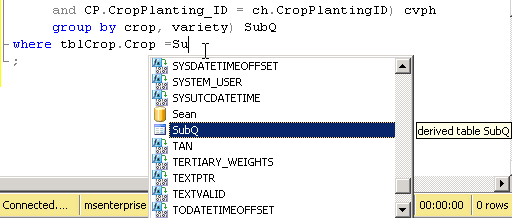 and CP.CropPlanting_ID = ch.CropPlantingID) cvph
group by crop, variety) SubQ
where tblCrop.Crop =Su
;
SYSDATETIMEOFFSET
SYSTEM_USER
SYSUTCDATETIME
Sean
SubQ
derived table SubQ
TAN
TERTIARY_WEIGHTS
TEXTPTR
TEXTVALID
TODATETIMEOFFSET
Connected.... msenterprise 00:00:00 0 rows